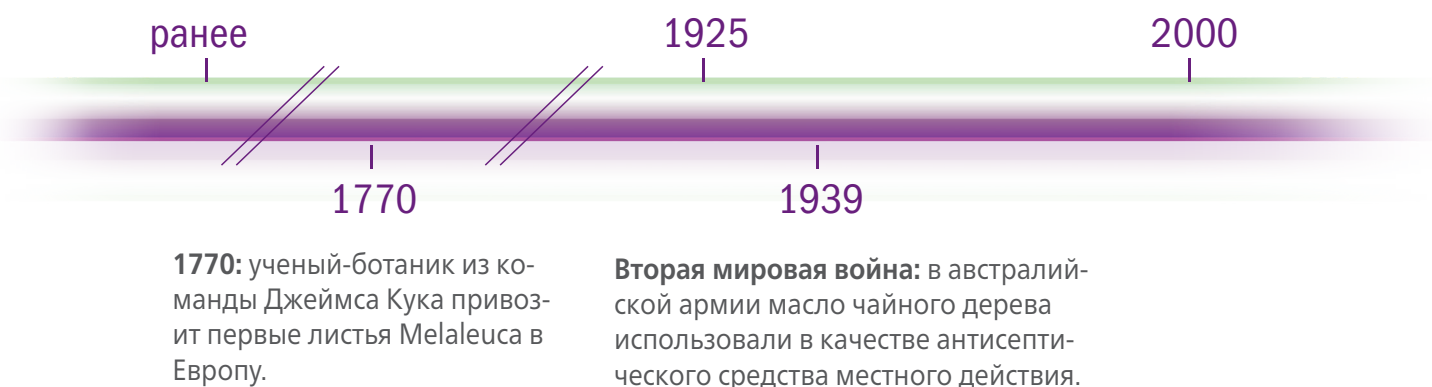 ранее 1925 2000
1770 1939
1770: ученый-ботаник из ко-
манды Джеймса Кука привоз-
ит первые листья Melaleuca в
Европу.
Вторая мировая война: в австралий-
ской армии масло чайного дерева
использовали в качестве антисепти-
ческого средства местного действия.